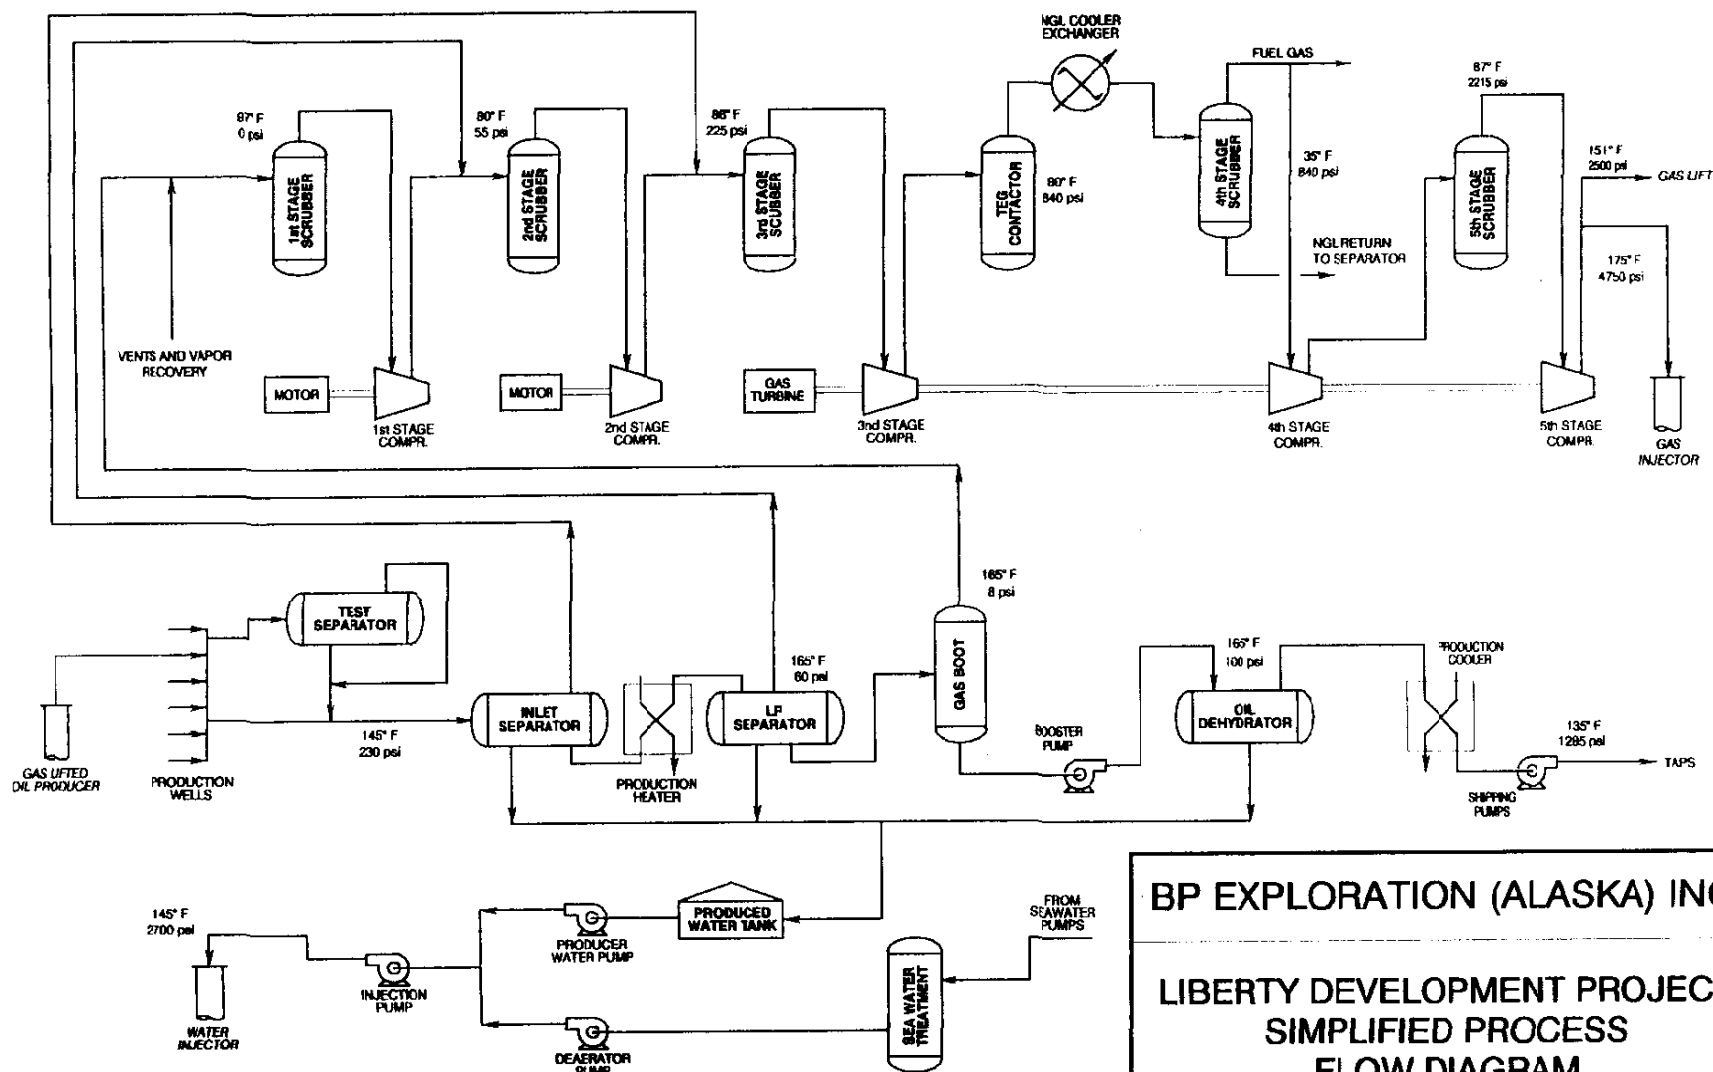 NGL COOLER
EXCHANGER
FUEL GAS
87° F
2215 psi
97° F
0 psi
80° F
55 psi
86° F
225 psi
1st STAGE
SCRUBBER
2nd STAGE
SCRUBBER
3rd STAGE
SCUBBER
TEG
CONTACTOR
80° F
840 psi
4th STAGE
SCRUBBER
35° F
840 psi
5th STAGE
SCRUBBER
151° F
2500 psi
GAS LIFT
NGL RETURN
TO SEPARATOR
175° F
4750 psi
VENTS AND VAPOR
RECOVERY
MOTOR
1st STAGE
COMPR.
MOTOR
2nd STAGE
COMPR.
GAS
TURBINE
3nd STAGE
COMPR.
4th STAGE
COMPR.
5th STAGE
COMPR.
GAS
INJECTOR
TEST
SEPARATOR
165° F
8 psi
GAS BOOT
INLET
SEPARATOR
165° F
60 psi
LP
SEPARATOR
165° F
100 psi
OIL
DEHYDRATOR
PRODUCTION
COOLER
145° F
230 psi
GAS LIFTED
OIL PRODUCER
PRODUCTION
WELLS
PRODUCTION
HEATER
BOOSTER
PUMP
135° F
1285 psi
TAPS
SHIPPING
PUMPS
145° F
2700 psi
PRODUCED
WATER TANK
PRODUCER
WATER PUMP
FROM
SEAWATER
PUMPS
INJECTION
PUMP
WATER
INJECTOR
SEA WATER
TREATMENT
DEAERATOR
PUMP
BP EXPLORATION (ALASKA) INC
LIBERTY DEVELOPMENT PROJEC
SIMPLIFIED PROCESS
FLOW DIAGRAM